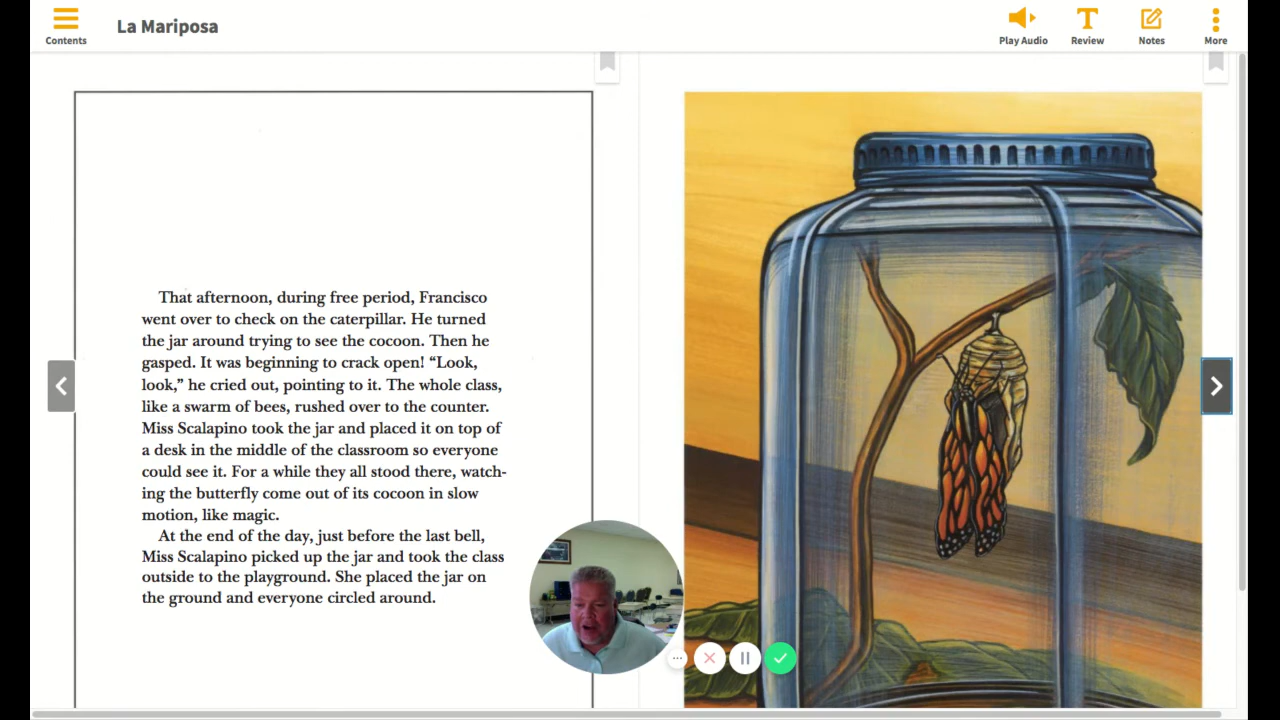 Contents
La Mariposa
Play Audio
Review
Notes
More
That afternoon, during free period, Francisco
went over to check on the caterpillar. He turned
the jar around trying to see the cocoon. Then he
gasped. It was beginning to crack open! “Look,
look,” he cried out, pointing to it. The whole class,
like a swarm of bees, rushed over to the counter.
Miss Scalapino took the jar and placed it on top of
a desk in the middle of the classroom so everyone
could see it. For a while they all stood there, watch-
ing the butterfly come out of its cocoon in slow
motion, like magic.
At the end of the day, just before the last bell,
Miss Scalapino picked up the jar and took the class
outside to the playground. She placed the jar on
the ground and everyone circled around.